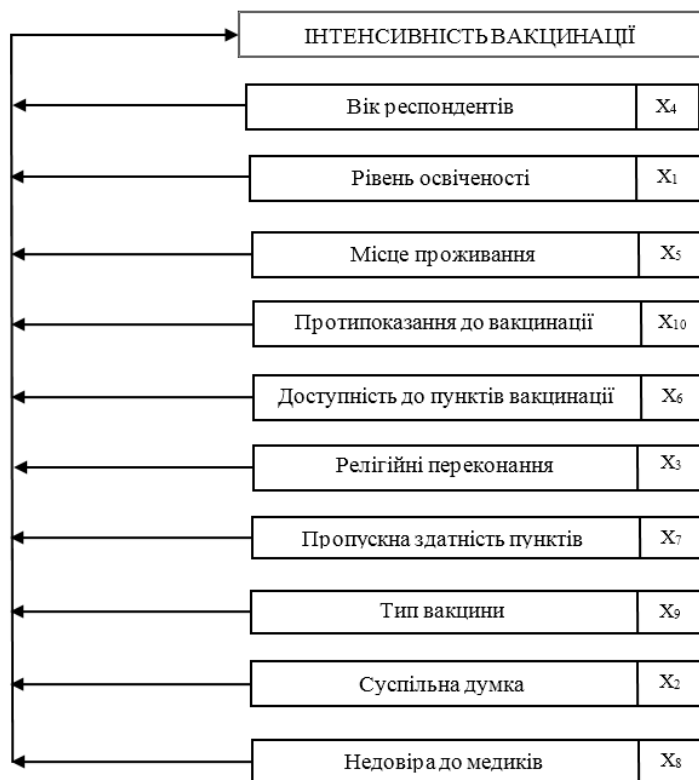 ІНТЕНСИВНІСТЬ ВАКЦИНАЦІЇ
Вік респондентів X4
Рівень освіченості X1
Місце проживання X5
Протипоказання до вакцинації X10
Доступність до пунктів вакцинації X6
Релігійні переконання X3
Пропускна здатність пунктів X7
Тип вакцини X9
Суспільна думка X2
Недовіра до медиків X8